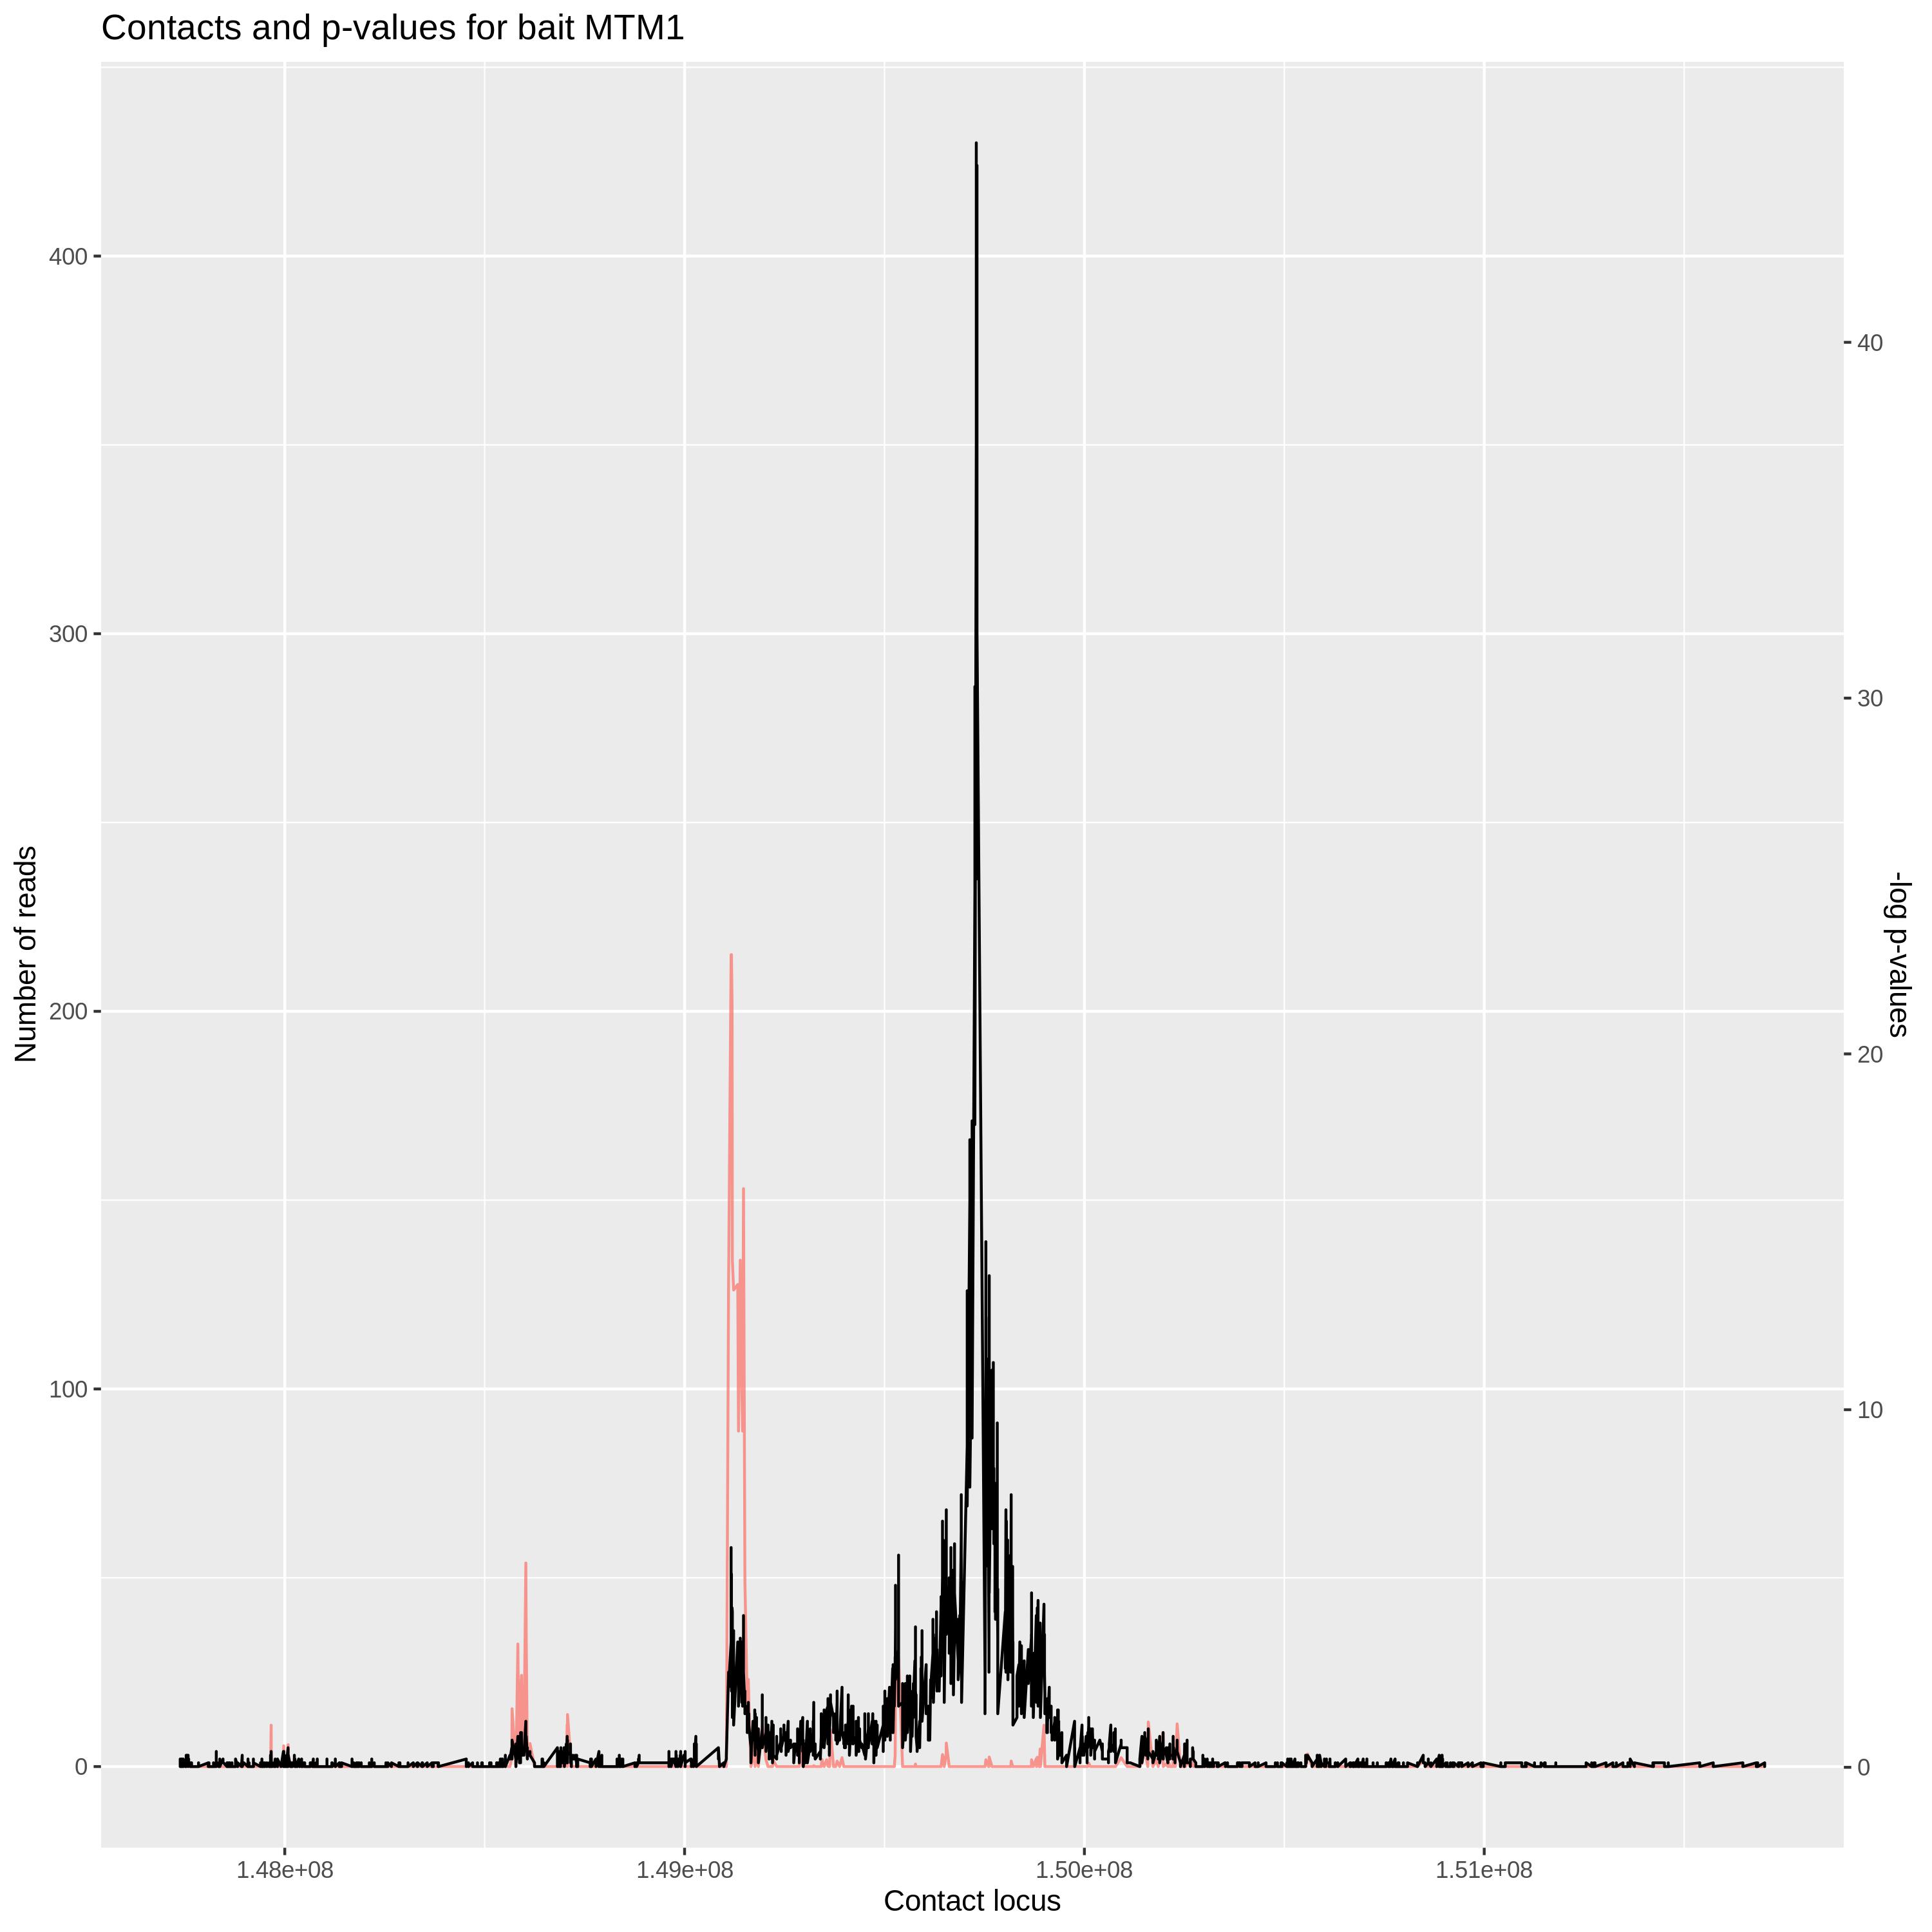 Contacts and p-values for bait MTM1
400
300
200
100
0
40
30
20
10
0
Number of reads
-log p-values
1.48e+08 1.49e+08 1.50e+08 1.51e+08
Contact locus